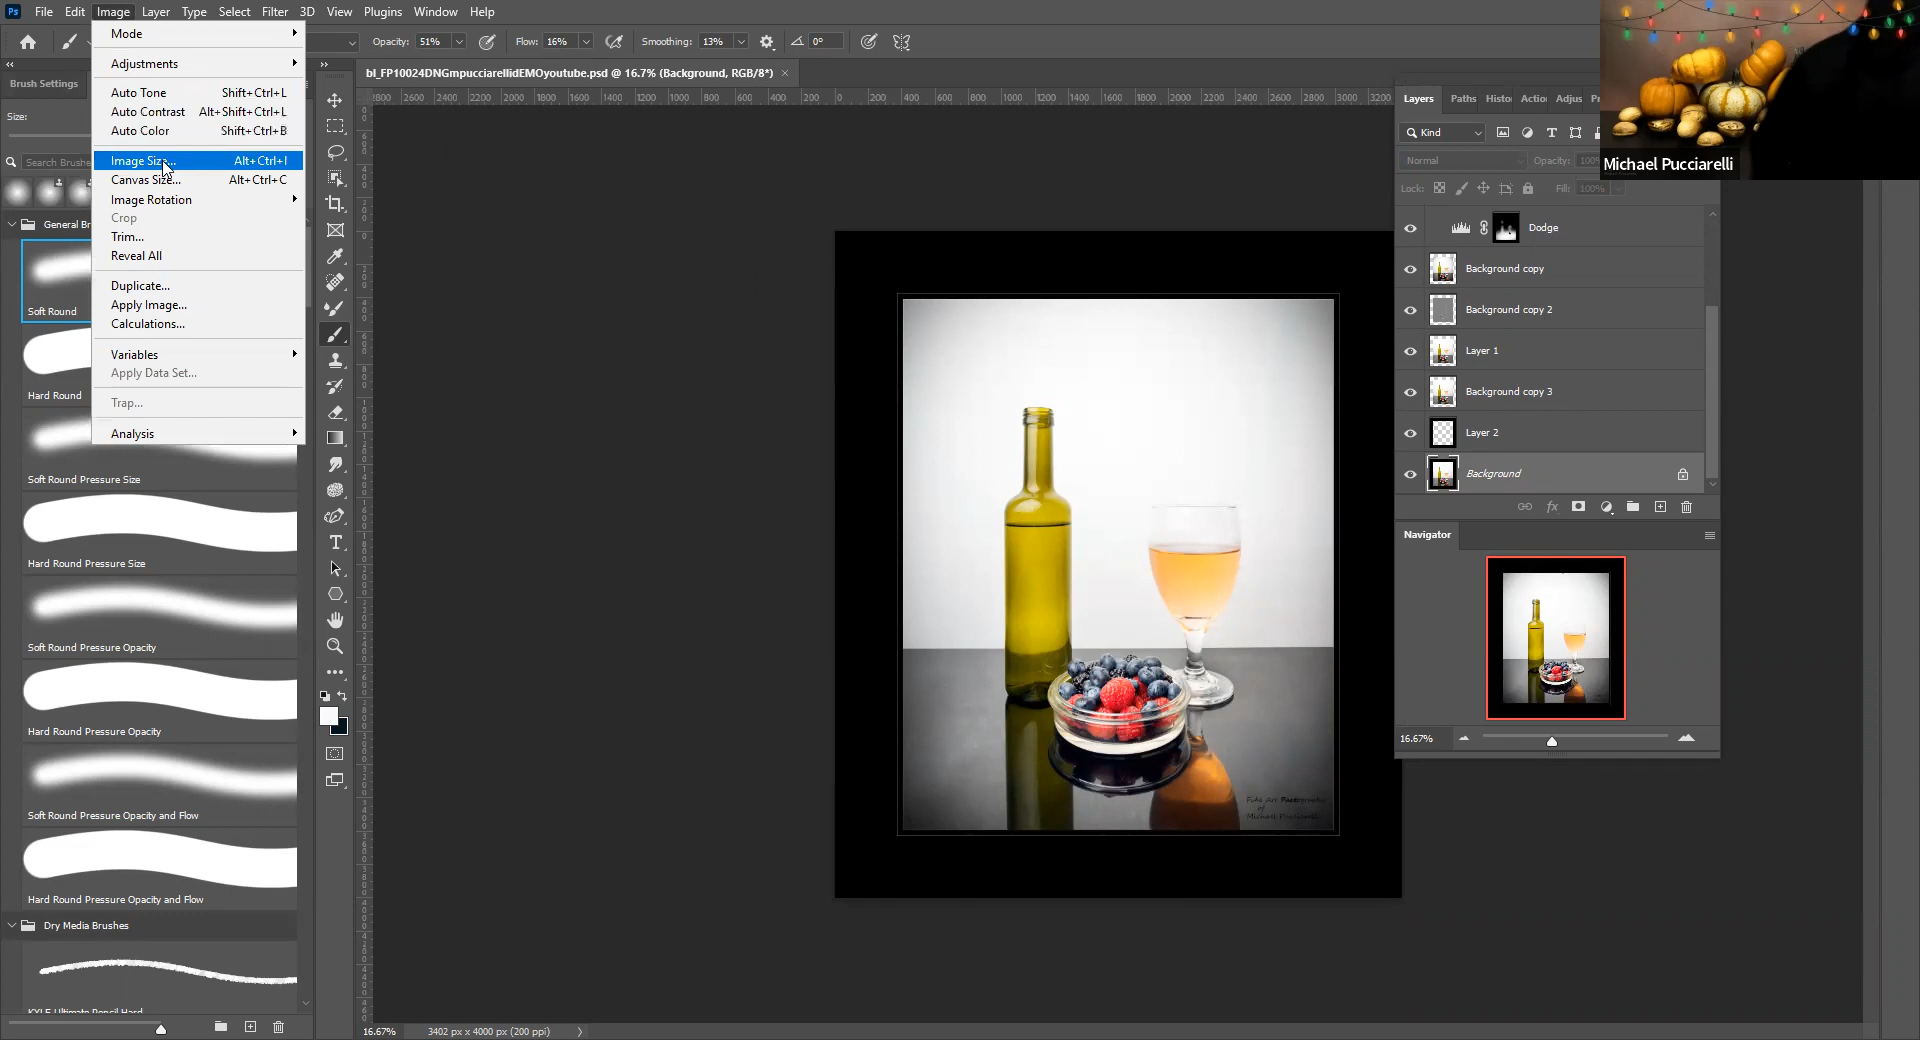 Ps File Edit Image Layer Type Select Filter 3D View Plugins Window Help
Opacity: 51% Flow: 16% Smoothing: 13% 0°
Mode
Adjustments
Auto Tone Shift+Ctrl+L
Auto Contrast Alt+Shift+Ctrl+L
Auto Color Shift+Ctrl+B
Image Size... Alt+Ctrl+I
Canvas Size... Alt+Ctrl+C
Image Rotation
Crop
Trim...
Reveal All
Duplicate...
Apply Image...
Calculations...
Variables
Apply Data Set...
Trap...
Analysis
Brush Settings
Size:
Search Brushes
General Br
Soft Round
Hard Round
Soft Round Pressure Size
Hard Round Pressure Size
Soft Round Pressure Opacity
Hard Round Pressure Opacity
Soft Round Pressure Opacity and Flow
Hard Round Pressure Opacity and Flow
Dry Media Brushes
KYLE Ultimate Pencil Hard
bl_FP10024DNGmpucciarellidEMOyoutube.psd @ 16.7% (Background, RGB/8*) ×
2800 2600 2400 2200 2000 1800 1600 1400 1200 1000 800 600 400 200 0 200 400 600 800 1000 1200 1400 1600 1800 2000 2200 2400 2600 2800 3000 3200
Fine Art Photography
of
Michael Pucciarelli
16.67% 3402 px x 4000 px (200 ppi)
Michael Pucciarelli
Layers Paths Histo Actio Adjus Pr
Kind
Normal Opacity: 100%
Lock: Fill: 100%
Dodge
Background copy
Background copy 2
Layer 1
Background copy 3
Layer 2
Background
fx
Navigator
16.67%